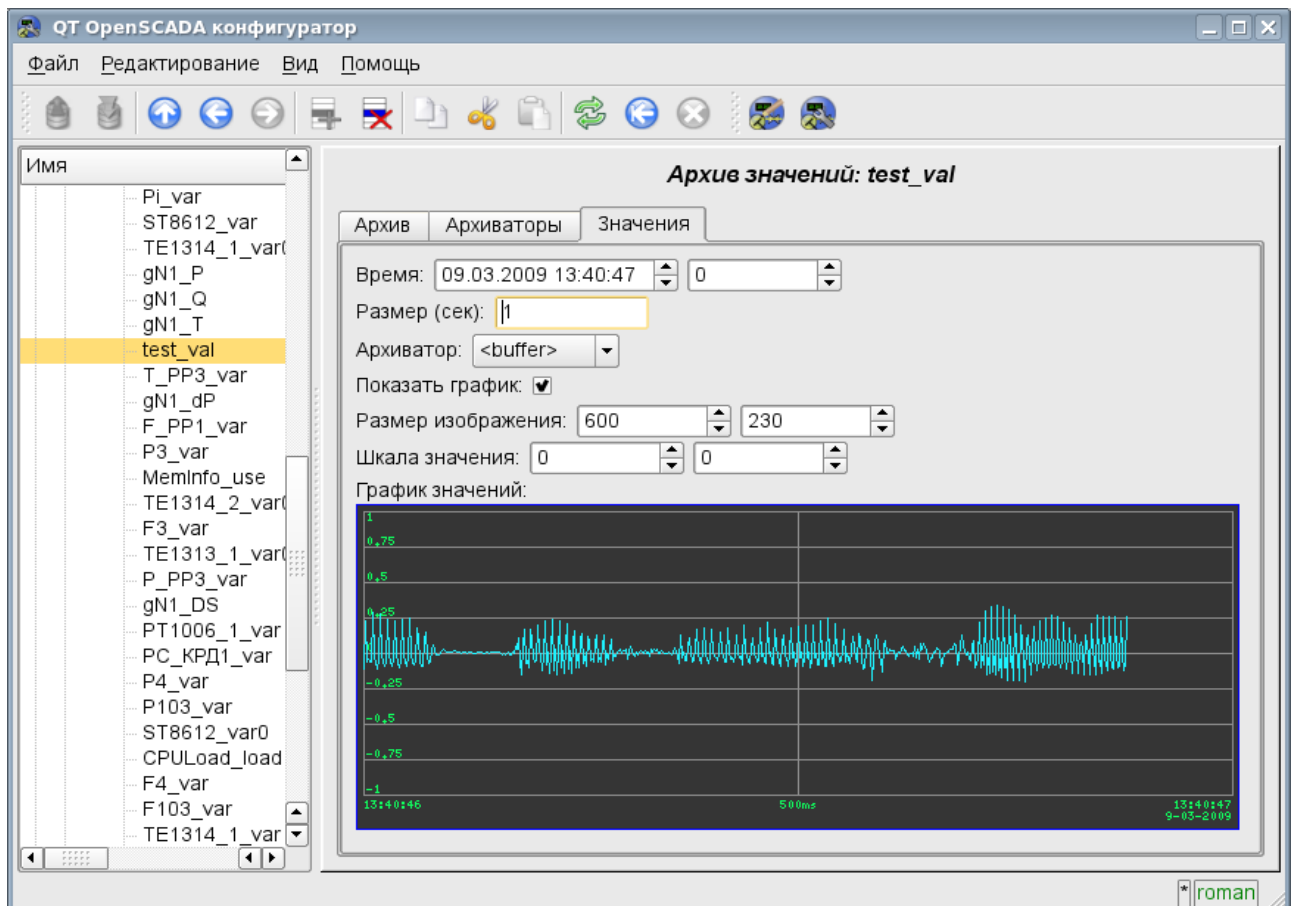 QT OpenSCADA конфигуратор
Файл Редактирование Вид Помощь
Имя
Pi_var
ST8612_var
TE1314_1_var
gN1_P
gN1_Q
gN1_T
test_val
T_PP3_var
gN1_dP
F_PP1_var
P3_var
MemInfo_use
TE1314_2_var
F3_var
TE1313_1_var
P_PP3_var
gN1_DS
PT1006_1_var
PC_КРД1_var
P4_var
P103_var
ST8612_var0
CPULoad_load
F4_var
F103_var
TE1314_1_var
Архив значений: test_val
Архив Архиваторы Значения
Время: 09.03.2009 13:40:47 0
Размер (сек): 1
Архиватор: <buffer>
Показать график:
Размер изображения: 600 230
Шкала значения: 0 0
График значений:
1
0.75
0.5
0.25
-0.25
-0.5
-0.75
-1
13:40:46 500ms 13:40:47
9-03-2009
* roman